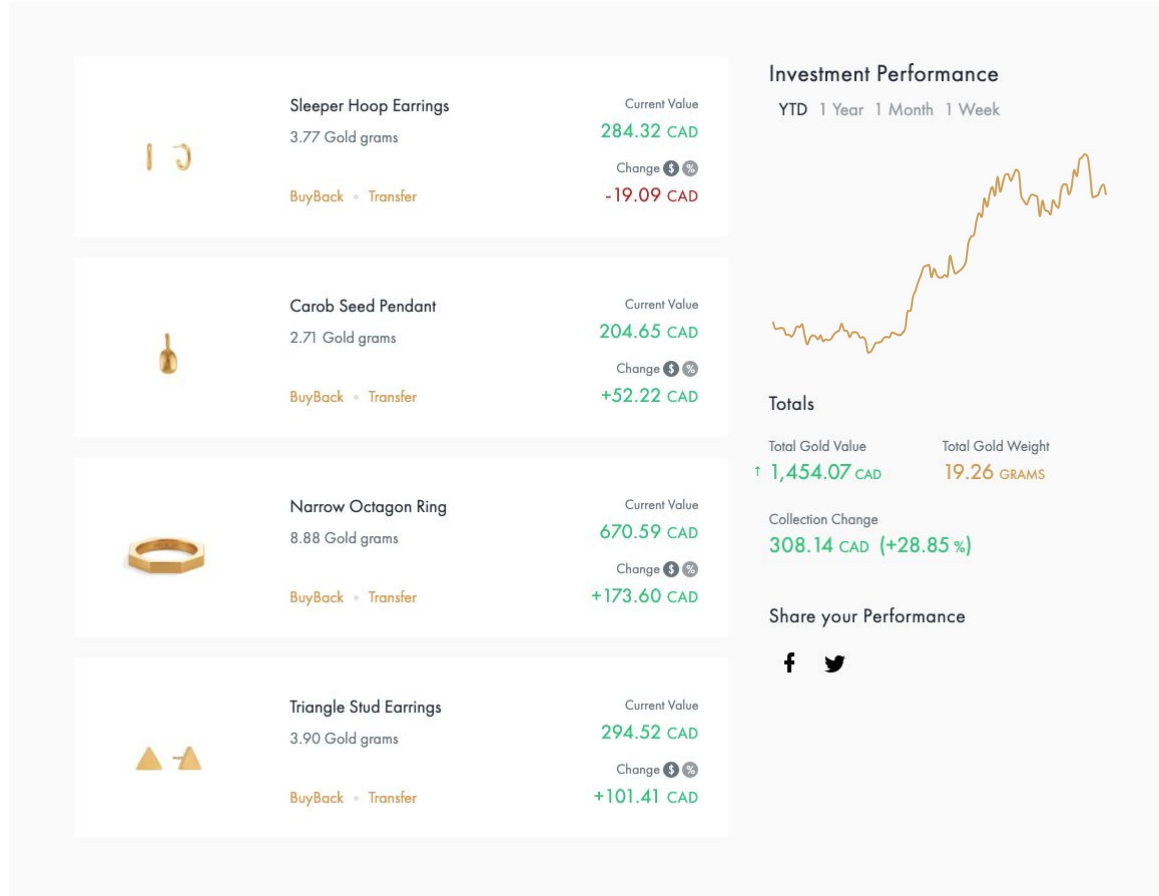 Sleeper Hoop Earrings
3.77 Gold grams
BuyBack • Transfer
Current Value
284.32 CAD
Change $ %
-19.09 CAD
Carob Seed Pendant
2.71 Gold grams
BuyBack • Transfer
Current Value
204.65 CAD
Change $ %
+52.22 CAD
Narrow Octagon Ring
8.88 Gold grams
BuyBack • Transfer
Current Value
670.59 CAD
Change $ %
+173.60 CAD
Triangle Stud Earrings
3.90 Gold grams
BuyBack • Transfer
Current Value
294.52 CAD
Change $ %
+101.41 CAD
Investment Performance
YTD 1 Year 1 Month 1 Week
Totals
Total Gold Value
↑ 1,454.07 CAD
Total Gold Weight
19.26 GRAMS
Collection Change
308.14 CAD (+28.85 %)
Share your Performance